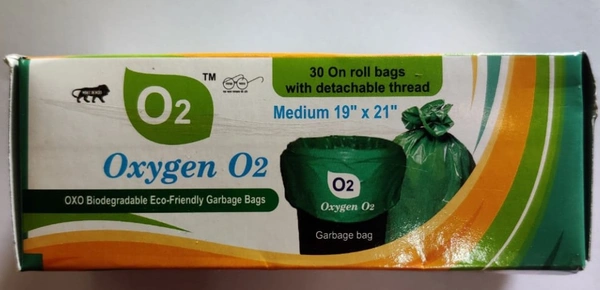 O2
TM
30 On roll bags
with detachable thread
Medium 19" x 21"
Oxygen O2
OXO Biodegradable Eco-Friendly Garbage Bags
O2
Oxygen O2
Garbage bag